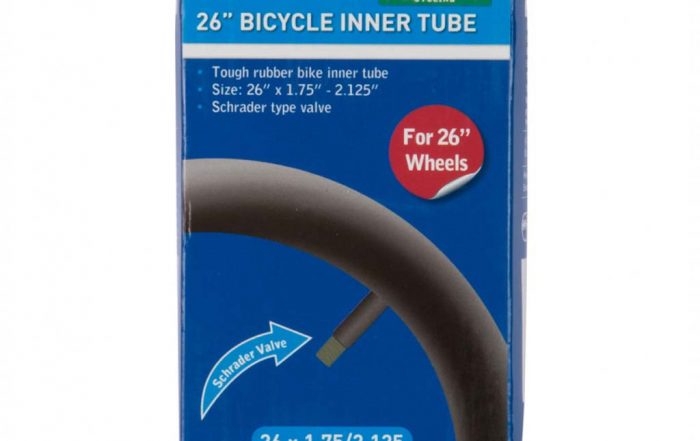 26” BICYCLE INNER TUBE
• Tough rubber bike inner tube
• Size: 26” x 1.75” - 2.125”
• Schrader type valve
For 26”
Wheels
Schrader Valve
26 x 1.75/2.125